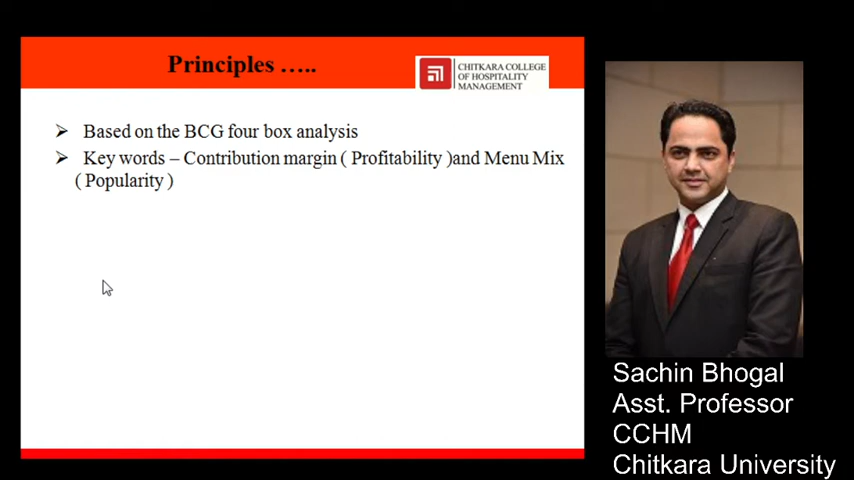 Principles …..
CHITKARA COLLEGE
OF HOSPITALITY
MANAGEMENT
Based on the BCG four box analysis
Key words – Contribution margin ( Profitability )and Menu Mix
( Popularity )
Sachin Bhogal
Asst. Professor
CCHM
Chitkara University